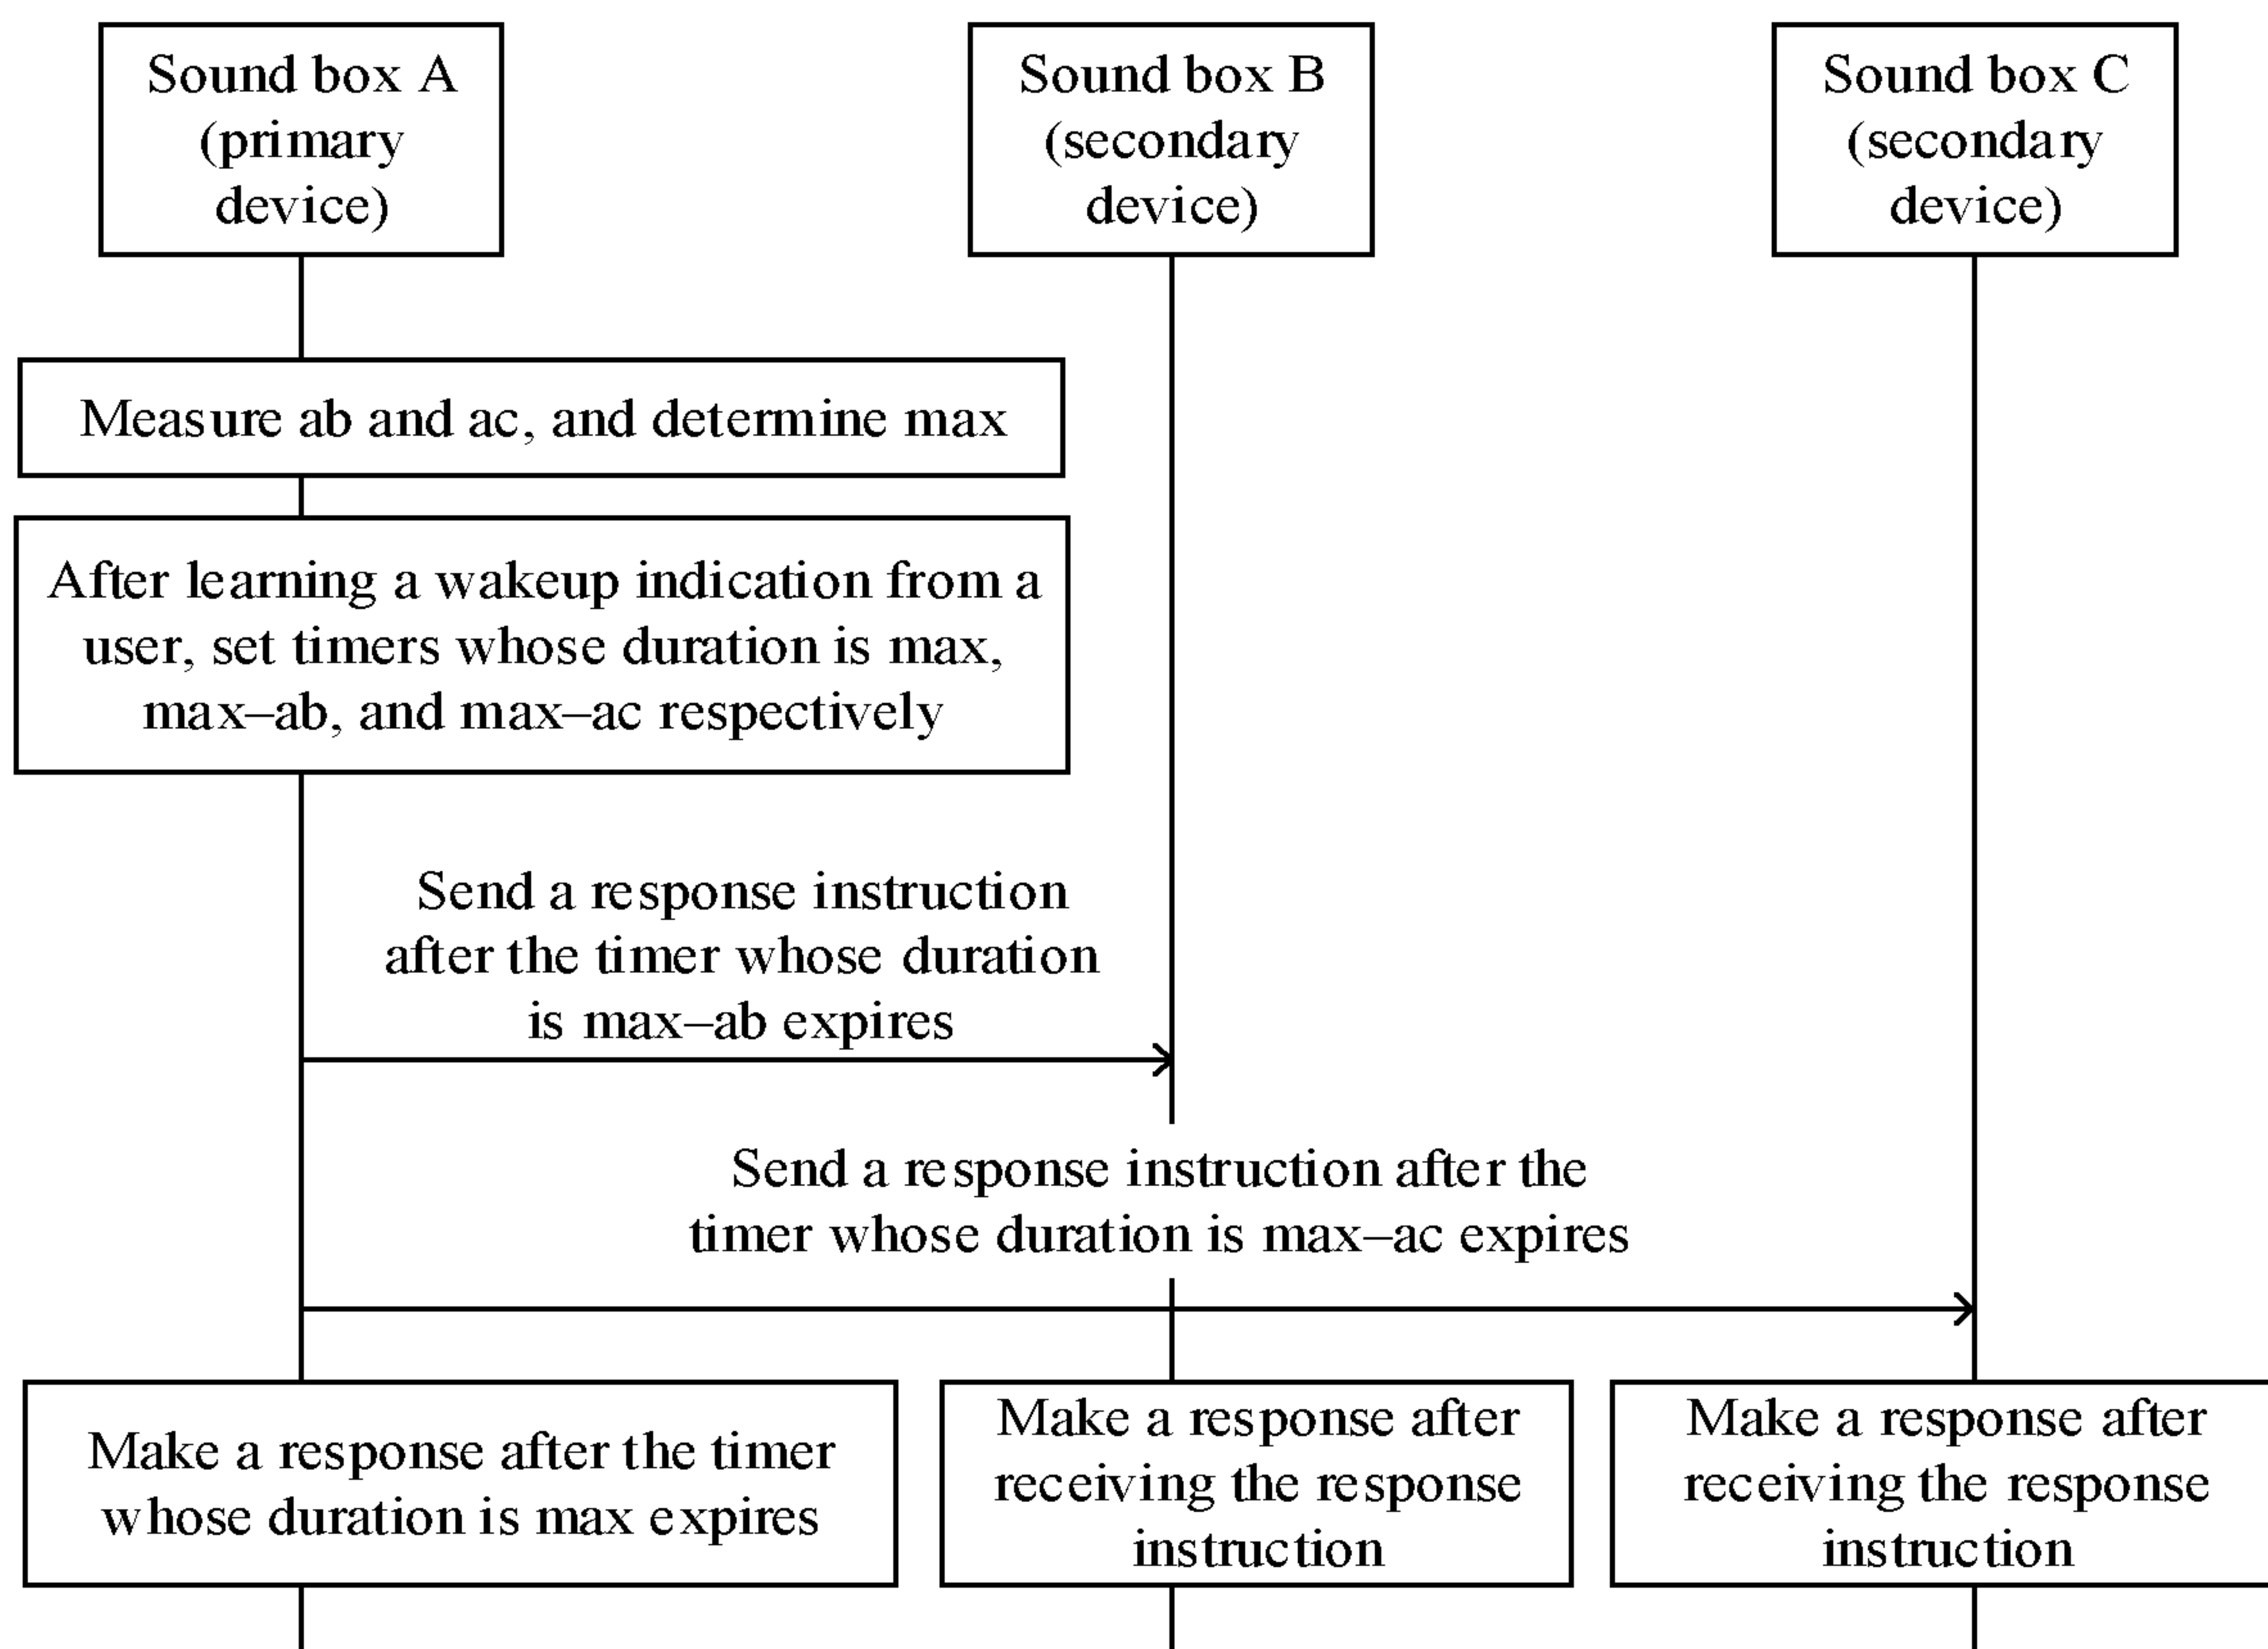 Sound box A
(primary
device)
Sound box B
(secondary
device)
Sound box C
(secondary
device)
Measure ab and ac, and determine max
After learning a wakeup indication from a
user, set timers whose duration is max,
max–ab, and max–ac respectively
Send a response instruction
after the timer whose duration
is max–ab expires
Send a response instruction after the
timer whose duration is max–ac expires
Make a response after the timer
whose duration is max expires
Make a response after
receiving the response
instruction
Make a response after
receiving the response
instruction